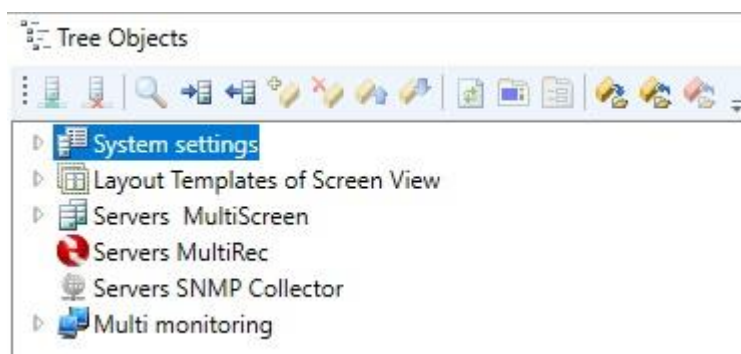 Tree Objects
System settings
Layout Templates of Screen View
Servers  MultiScreen
Servers MultiRec
Servers SNMP Collector
Multi monitoring